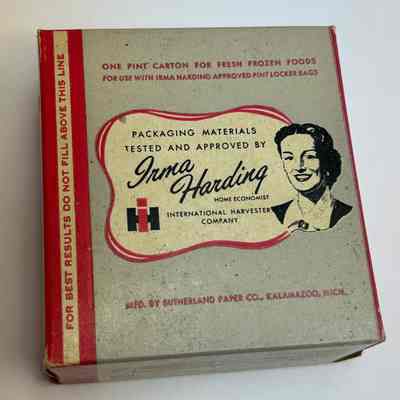 ONE PINT CARTON FOR FRESH FROZEN FOODS
FOR USE WITH IRMA HARDING APPROVED PINT LOCKER BAGS
FOR BEST RESULTS DO NOT FILL ABOVE THIS LINE
PACKAGING MATERIALS
TESTED AND APPROVED BY
Irma
Harding
HOME ECONOMIST
IH
INTERNATIONAL HARVESTER
COMPANY
MFD. BY SUTHERLAND PAPER CO., KALAMAZOO, MICH.